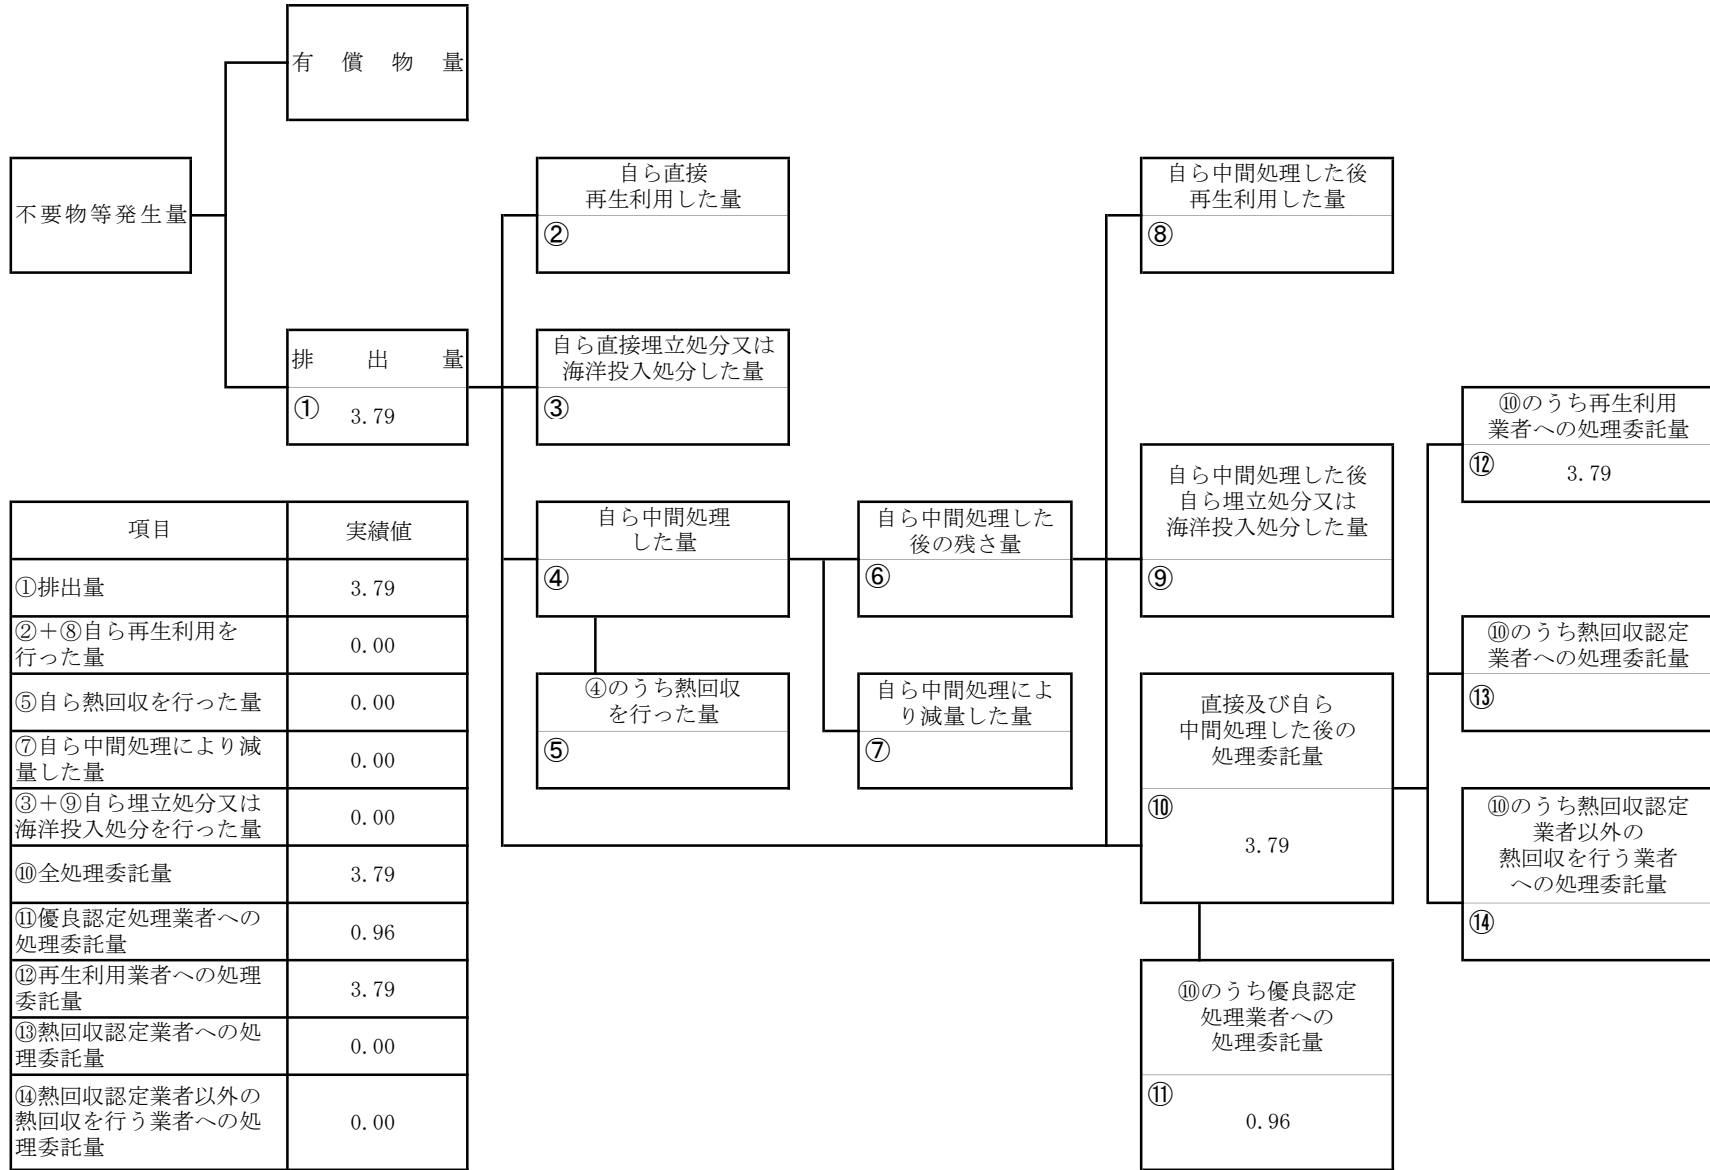 有償物量
不要物等発生量
自ら直接
再生利用した量
②
自ら中間処理した後
再生利用した量
⑧
排出量
① 3.79
自ら直接埋立処分又は
海洋投入処分した量
③
⑩のうち再生利用
業者への処理委託量
⑫ 3.79
自ら中間処理
した量
④
自ら中間処理した
後の残さ量
⑥
自ら中間処理した後
自ら埋立処分又は
海洋投入処分した量
⑨
⑩のうち熱回収認定
業者への処理委託量
⑬
④のうち熱回収
を行った量
⑤
自ら中間処理によ
り減量した量
⑦
直接及び自ら
中間処理した後の
処理委託量
⑩
3.79
⑩のうち熱回収認定
業者以外の
熱回収を行う業者
への処理委託量
⑭
⑩のうち優良認定
処理業者への
処理委託量
⑪
0.96
項目 実績値
①排出量 3.79
②+⑧自ら再生利用を
行った量 0.00
⑤自ら熱回収を行った量 0.00
⑦自ら中間処理により減
量した量 0.00
③+⑨自ら埋立処分又は
海洋投入処分を行った量 0.00
⑩全処理委託量 3.79
⑪優良認定処理業者への
処理委託量 0.96
⑫再生利用業者への処理
委託量 3.79
⑬熱回収認定業者への処
理委託量 0.00
⑭熱回収認定業者以外の
熱回収を行う業者への処
理委託量 0.00